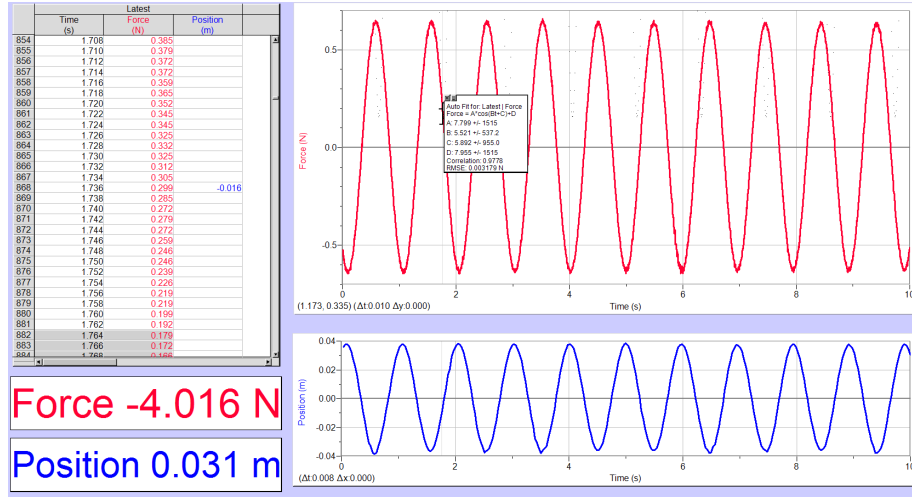 Latest
Time Force Position
(s) (N) (m)
854 1.708 0.385
855 1.710 0.379
856 1.712 0.372
857 1.714 0.372
858 1.716 0.359
859 1.718 0.365
860 1.720 0.352
861 1.722 0.345
862 1.724 0.345
863 1.726 0.325
864 1.728 0.332
865 1.730 0.325
866 1.732 0.312
867 1.734 0.305
868 1.736 0.299 -0.016
869 1.738 0.285
870 1.740 0.272
871 1.742 0.279
872 1.744 0.272
873 1.746 0.259
874 1.748 0.246
875 1.750 0.246
876 1.752 0.239
877 1.754 0.226
878 1.756 0.219
879 1.758 0.219
880 1.760 0.199
881 1.762 0.192
882 1.764 0.179
883 1.766 0.172
884 1.768 0.166
Force -4.016 N
Position 0.031 m
Force (N)
0.5
0.0
-0.5
Auto Fit for: Latest | Force
Force = A*cos(Bt+C)+D
A: 7.799 +/- 1515
B: 5.521 +/- 537.2
C: 5.892 +/- 955.0
D: 7.955 +/- 1515
Correlation: 0.9778
RMSE: 0.003179 N
0 2 4 6 8 10
(1.173, 0.335) (Δt:0.010 Δy:0.000)
Time (s)
Position (m)
0.04
0.02
0.00
-0.02
-0.04
0 2 4 6 8 10
(Δt:0.008 Δx:0.000)
Time (s)